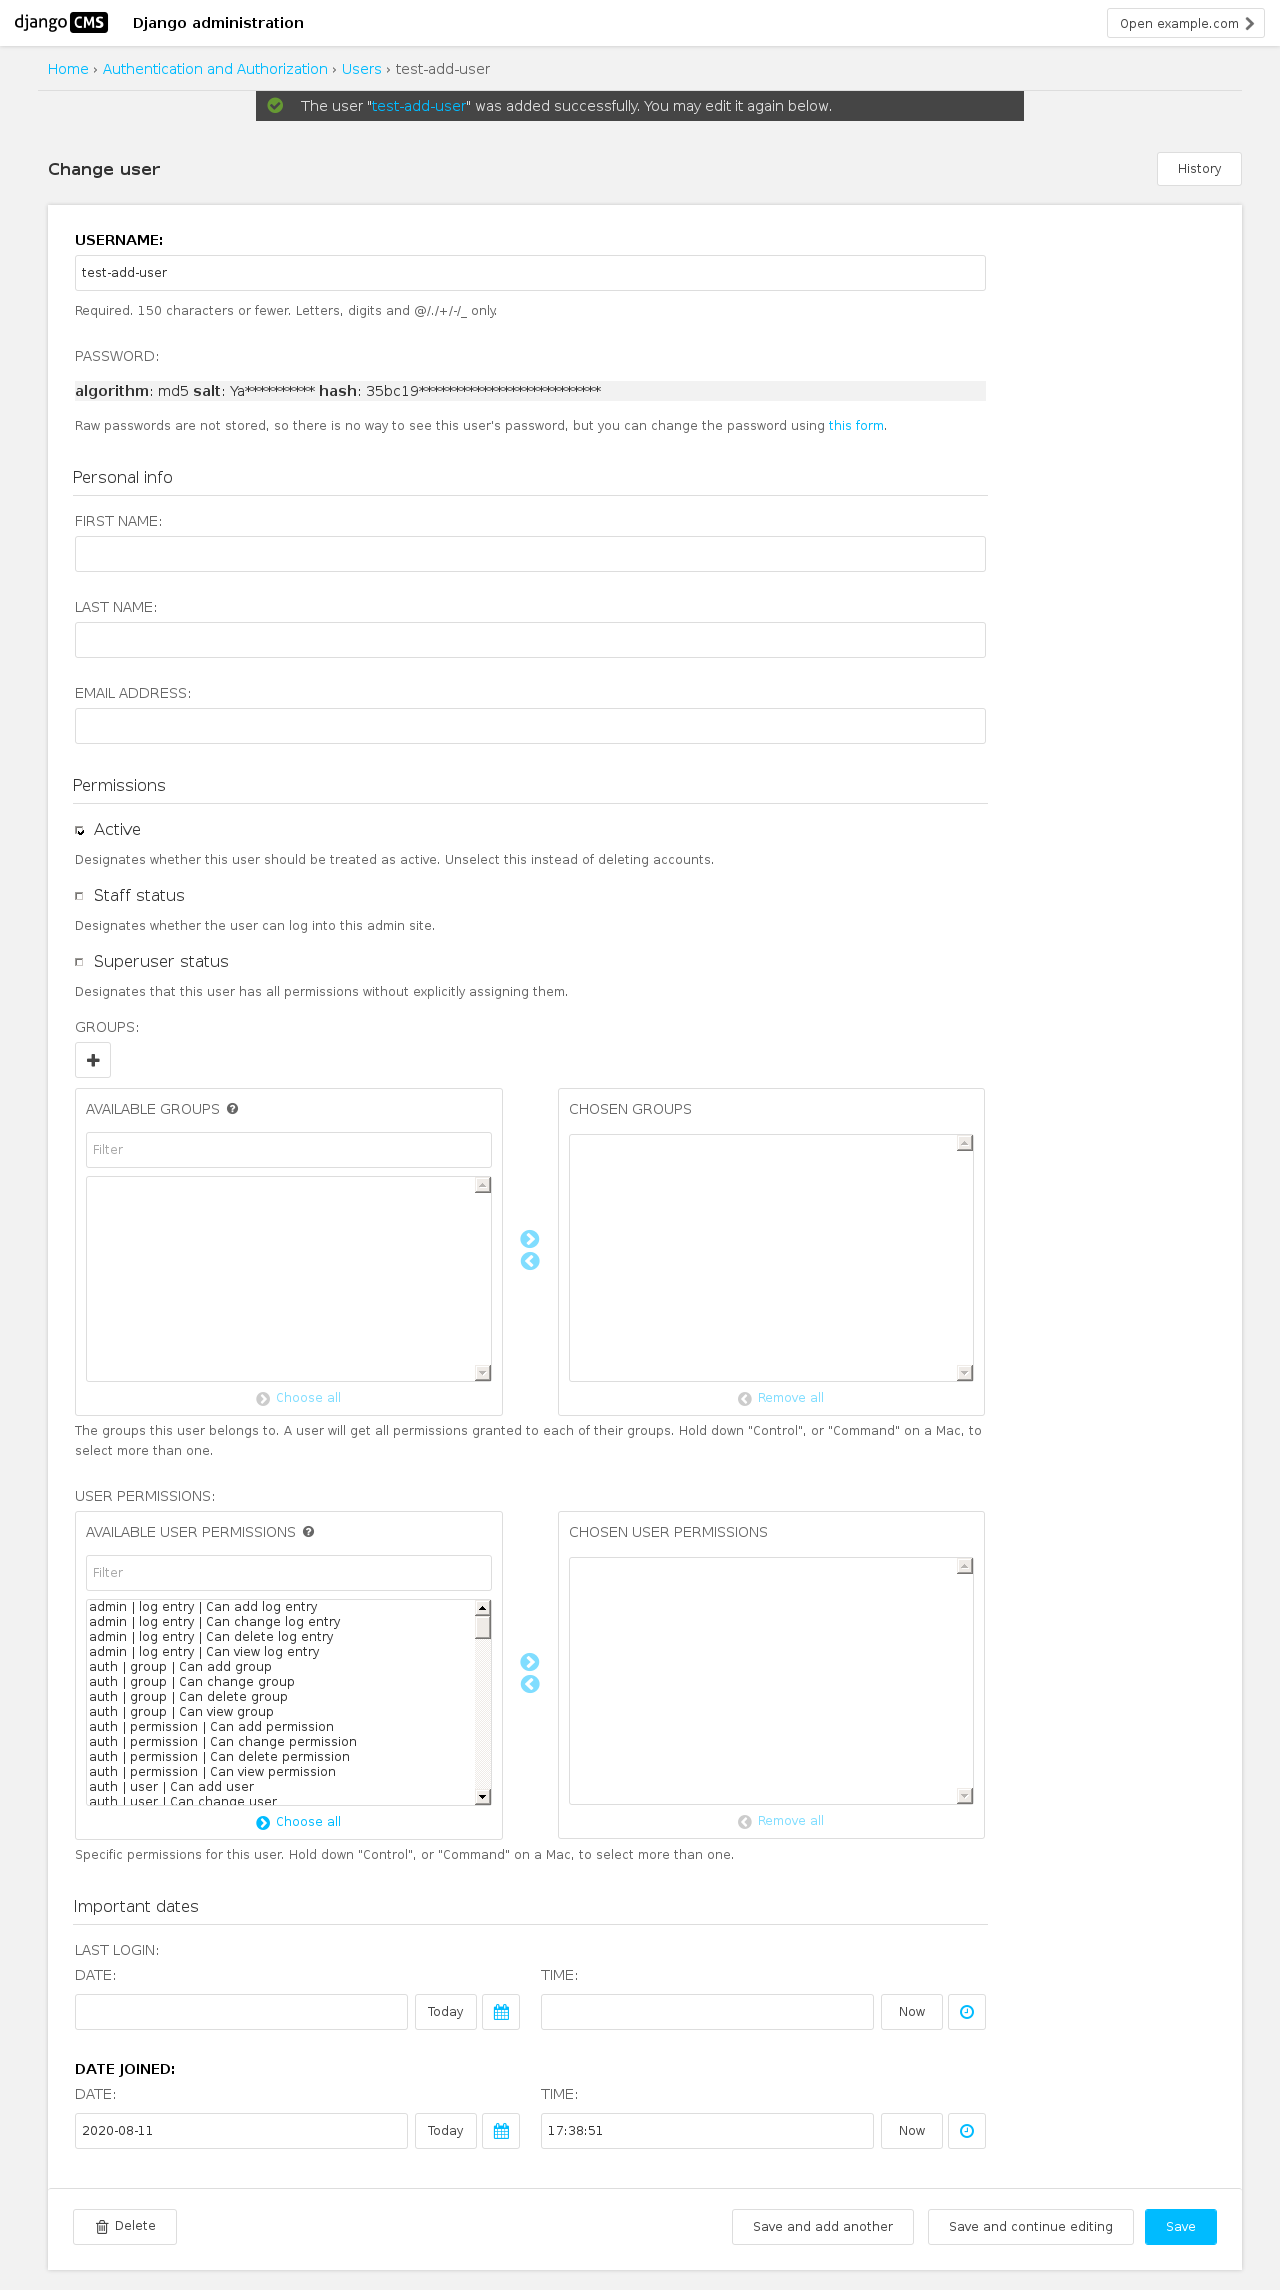 django CMS Django administration Open example.com
Home › Authentication and Authorization › Users › test-add-user
The user "test-add-user" was added successfully. You may edit it again below.
Change user
History
USERNAME:
test-add-user
Required. 150 characters or fewer. Letters, digits and @/./+/-/_ only.
PASSWORD:
algorithm: md5 salt: Ya********** hash: 35bc19**************************
Raw passwords are not stored, so there is no way to see this user's password, but you can change the password using this form.
Personal info
FIRST NAME:
LAST NAME:
EMAIL ADDRESS:
Permissions
Active
Designates whether this user should be treated as active. Unselect this instead of deleting accounts.
Staff status
Designates whether the user can log into this admin site.
Superuser status
Designates that this user has all permissions without explicitly assigning them.
GROUPS:
AVAILABLE GROUPS
Filter
Choose all
CHOSEN GROUPS
Remove all
The groups this user belongs to. A user will get all permissions granted to each of their groups. Hold down "Control", or "Command" on a Mac, to
select more than one.
USER PERMISSIONS:
AVAILABLE USER PERMISSIONS
Filter
admin | log entry | Can add log entry
admin | log entry | Can change log entry
admin | log entry | Can delete log entry
admin | log entry | Can view log entry
auth | group | Can add group
auth | group | Can change group
auth | group | Can delete group
auth | group | Can view group
auth | permission | Can add permission
auth | permission | Can change permission
auth | permission | Can delete permission
auth | permission | Can view permission
auth | user | Can add user
auth | user | Can change user
Choose all
CHOSEN USER PERMISSIONS
Remove all
Specific permissions for this user. Hold down "Control", or "Command" on a Mac, to select more than one.
Important dates
LAST LOGIN:
DATE:
Today
TIME:
Now
DATE JOINED:
DATE:
2020-08-11
Today
TIME:
17:38:51
Now
Delete
Save and add another
Save and continue editing
Save